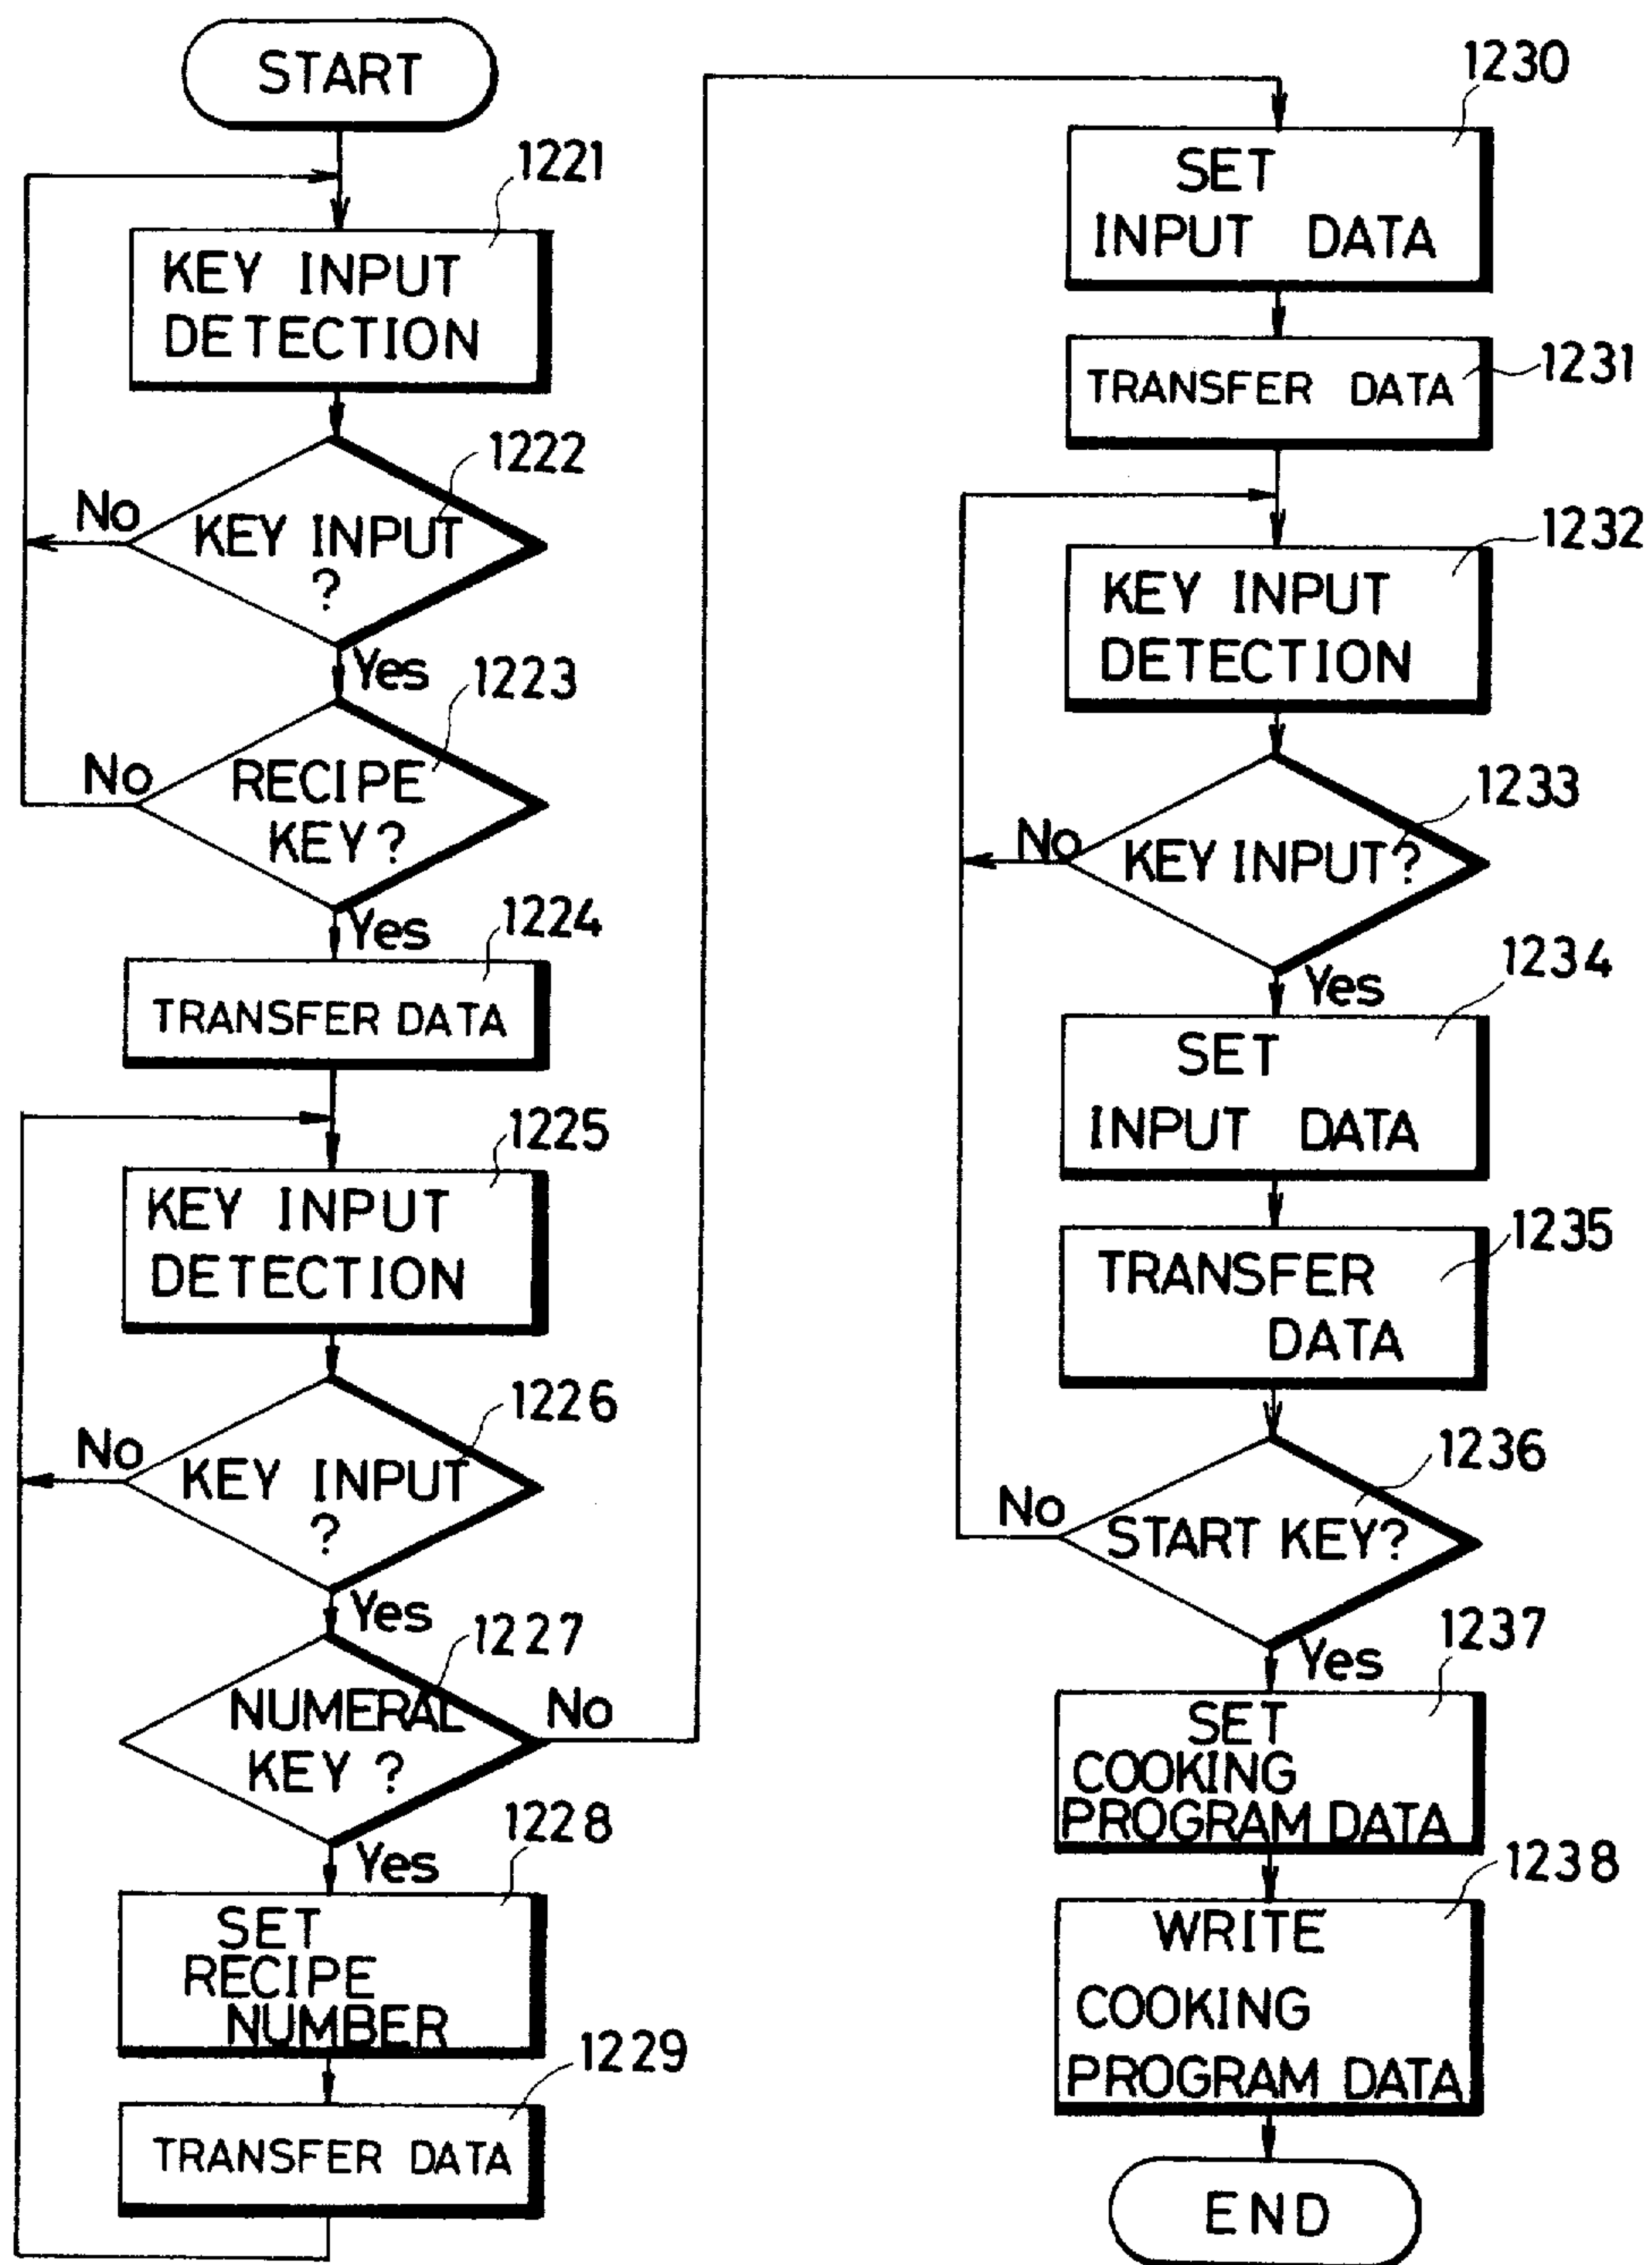 START
1221
KEY INPUT
DETECTION
1222
No
KEY INPUT
?
Yes
1223
No
RECIPE
KEY?
Yes
1224
TRANSFER DATA
1225
KEY INPUT
DETECTION
1226
No
KEY INPUT
?
Yes
1227
NUMERAL
KEY ?
No
Yes
1228
SET
RECIPE
NUMBER
1229
TRANSFER DATA
1230
SET
INPUT DATA
1231
TRANSFER DATA
1232
KEY INPUT
DETECTION
1233
No
KEY INPUT?
Yes
1234
SET
INPUT DATA
1235
TRANSFER
DATA
1236
No
START KEY?
Yes
1237
SET
COOKING
PROGRAM DATA
1238
WRITE
COOKING
PROGRAM DATA
END